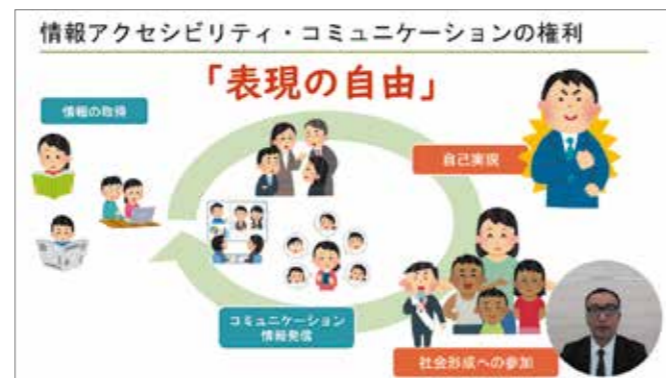 情報アクセシビリティ・コミュニケーションの権利
「表現の自由」
情報の取得
自己実現
コミュニケーション
情報発信
社会形成への参加